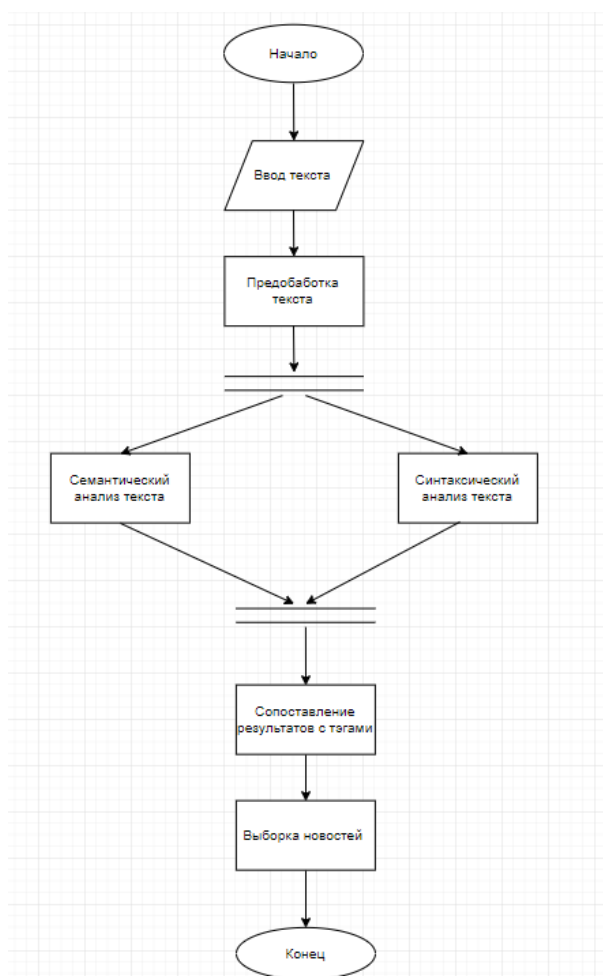 Начало
Ввод текста
Предобаботка
текста
Семантический
анализ текста
Синтаксический
анализ текста
Сопоставление
результатов с тэгами
Выборка новостей
Конец